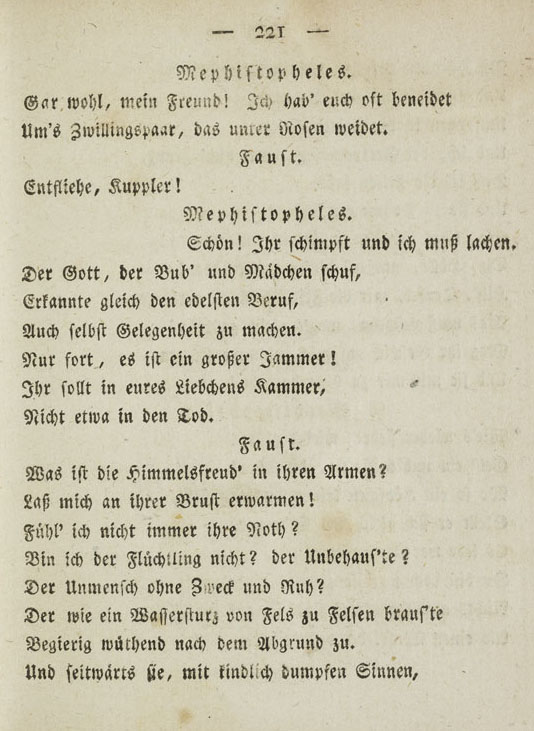 — 221 —
Mephistopheles.
Gar wohl, mein Freund! Ich hab' euch oft beneidet
Um's Zwillingspaar, das unter Rosen weidet.
Faust.
Entfliehe, Kuppler!
Mephistopheles.
Schön! Ihr schimpft und ich muß lachen.
Der Gott, der Bub' und Mädchen schuf,
Erkannte gleich den edelsten Beruf,
Auch selbst Gelegenheit zu machen.
Nur fort, es ist ein großer Jammer!
Ihr sollt in eures Liebchens Kammer,
Nicht etwa in den Tod.
Faust.
Was ist die Himmelsfreud' in ihren Armen?
Laß mich an ihrer Brust erwarmen!
Fühl' ich nicht immer ihre Noth?
Bin ich der Flüchtling nicht? der Unbehaus'te?
Der Unmensch ohne Zweck und Ruh?
Der wie ein Wassersturz von Fels zu Felsen braus'te
Begierig wüthend nach dem Abgrund zu.
Und seitwärts sie, mit kindlich dumpfen Sinnen,